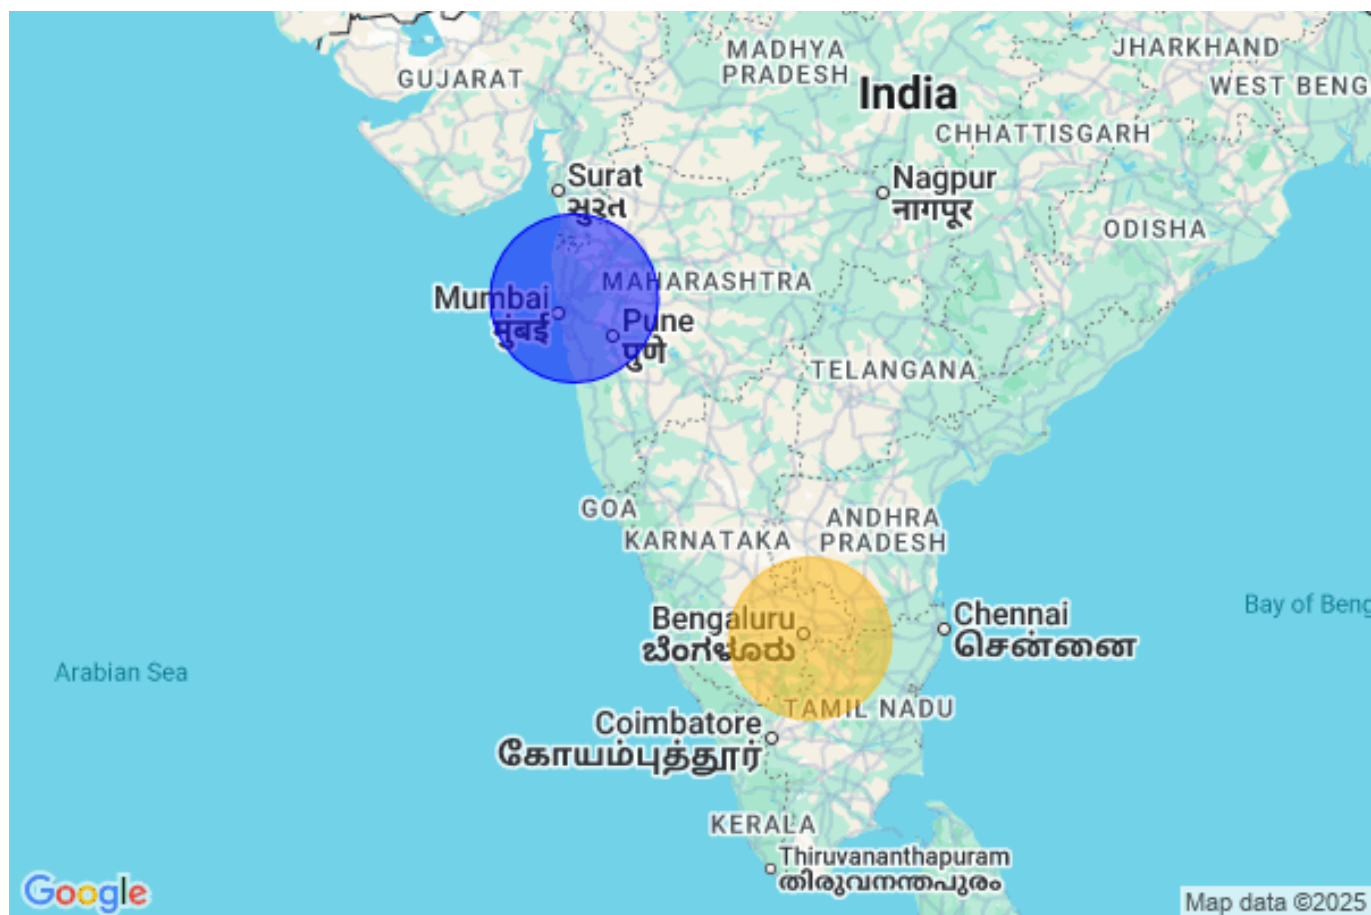 GUJARAT
MADHYA
PRADESH
India
JHARKHAND
WEST BENG
CHHATTISGARH
Surat
સુરત
Nagpur
नागपूर
ODISHA
MAHARASHTRA
Mumbai
मुंबई
Pune
पुणे
TELANGANA
GOA
KARNATAKA
ANDHRA
PRADESH
Bengaluru
ಬೆಂಗಳೂರು
Chennai
சென்னை
Bay of Beng
Arabian Sea
TAMIL NADU
Coimbatore
கோயம்புத்தூர்
KERALA
Thiruvananthapuram
തിരുവനന്തപുരം
Google
Map data ©2025